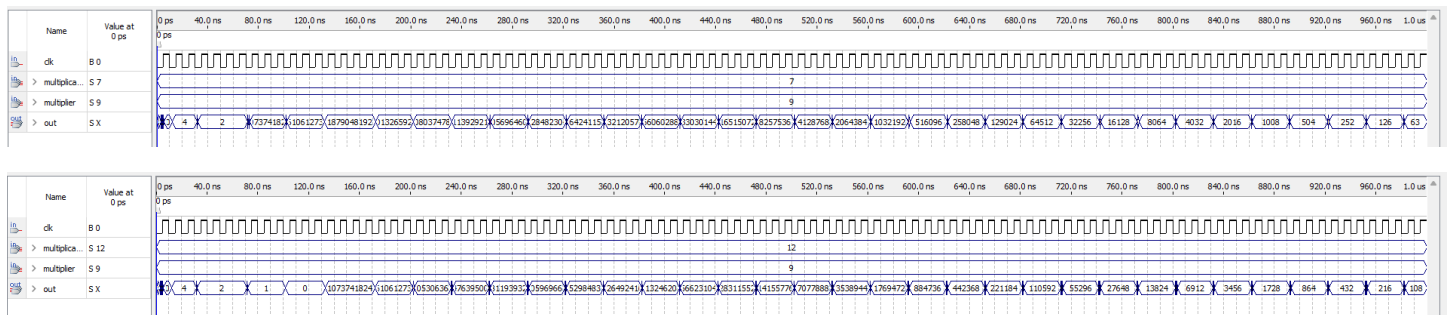 Name Value at 0 ps 0 ps 40.0 ns 80.0 ns 120.0 ns 160.0 ns 200.0 ns 240.0 ns 280.0 ns 320.0 ns 360.0 ns 400.0 ns 440.0 ns 480.0 ns 520.0 ns 560.0 ns 600.0 ns 640.0 ns 680.0 ns 720.0 ns 760.0 ns 800.0 ns 840.0 ns 880.0 ns 920.0 ns 960.0 ns 1.0 us
0 ps
clk B 0
multiplica... S 7 7
multiplier S 9 9
out S X 4 2 1879048192 516096 258048 129024 64512 32256 16128 8064 4032 2016 1008 504 252 126 63
Name Value at 0 ps 0 ps 40.0 ns 80.0 ns 120.0 ns 160.0 ns 200.0 ns 240.0 ns 280.0 ns 320.0 ns 360.0 ns 400.0 ns 440.0 ns 480.0 ns 520.0 ns 560.0 ns 600.0 ns 640.0 ns 680.0 ns 720.0 ns 760.0 ns 800.0 ns 840.0 ns 880.0 ns 920.0 ns 960.0 ns 1.0 us
0 ps
clk B 0
multiplica... S 12 12
multiplier S 9 9
out S X 4 2 1 0 1073741824 7077888 3538944 1769472 884736 442368 221184 110592 55296 27648 13824 6912 3456 1728 864 432 216 108